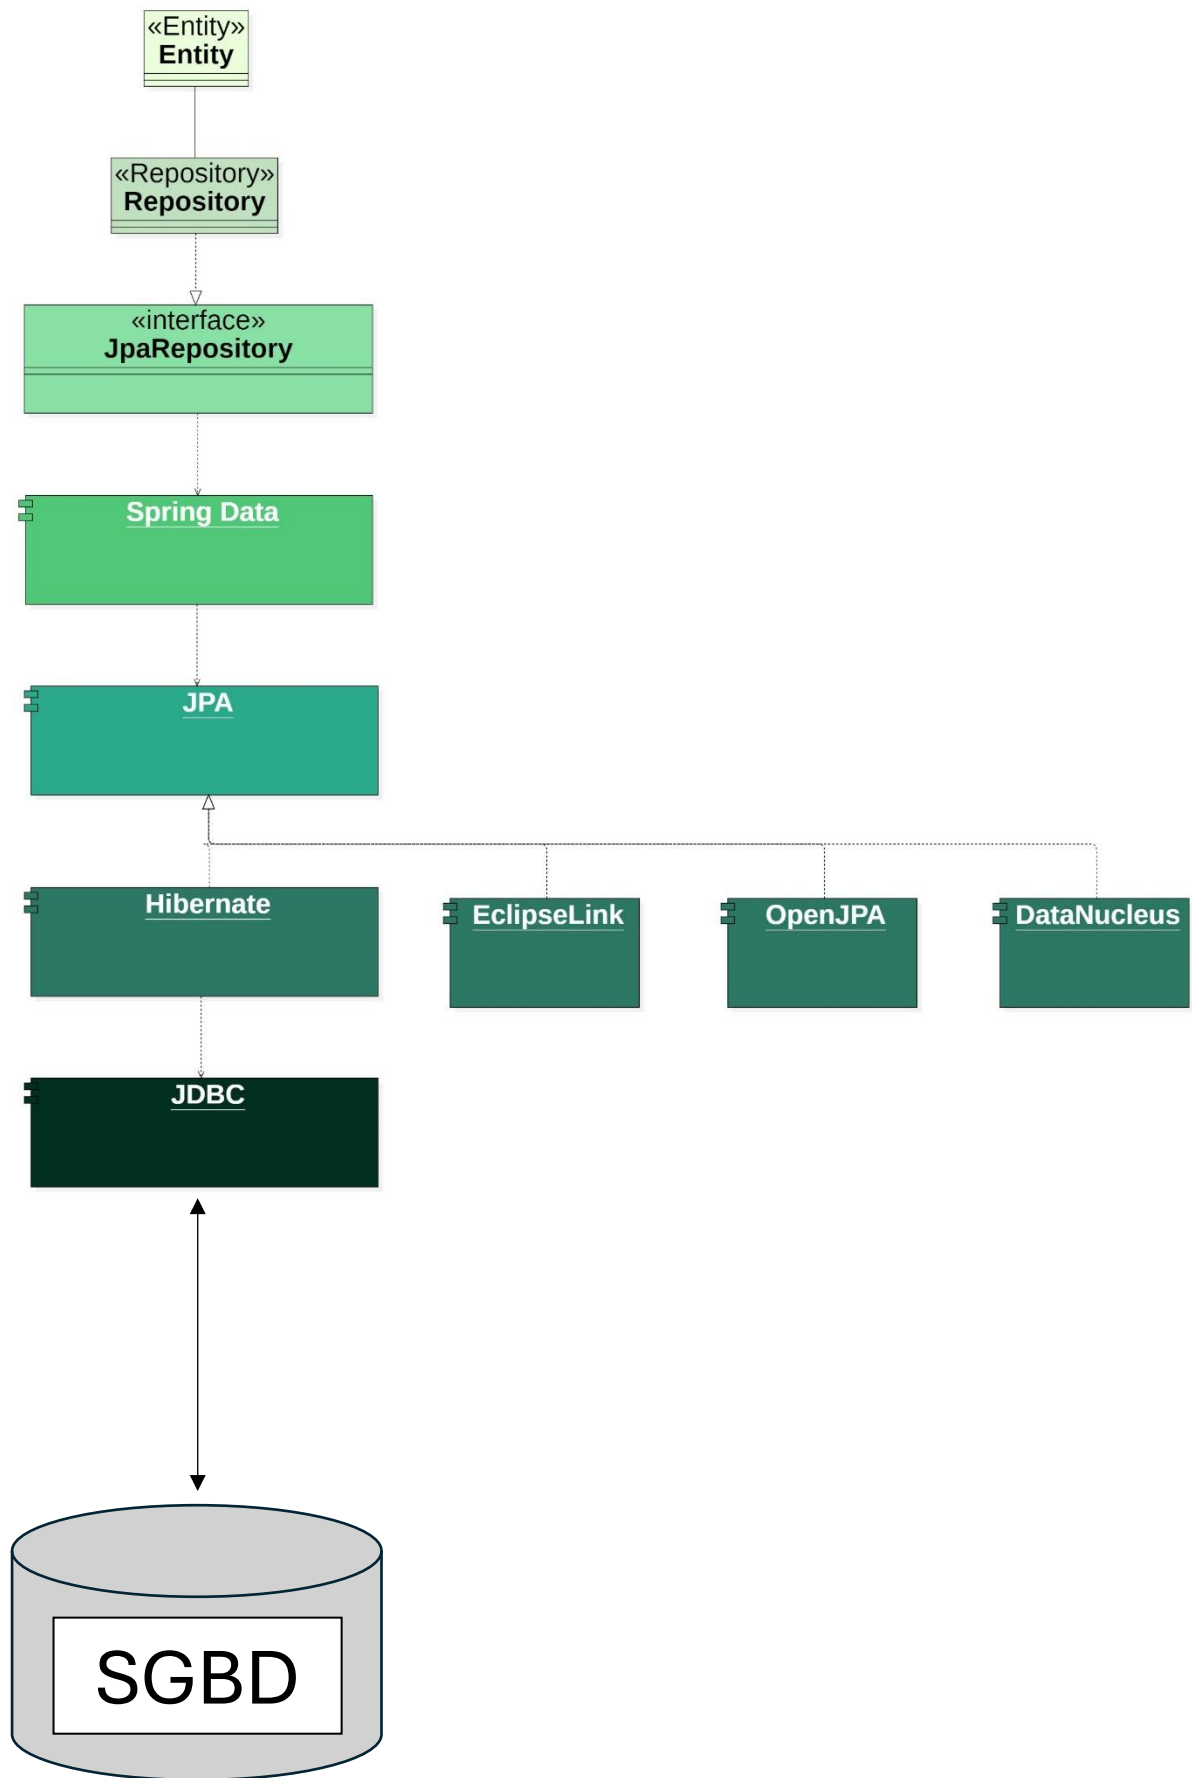 «Entity»
Entity
«Repository»
Repository
«interface»
JpaRepository
Spring Data
JPA
Hibernate
EclipseLink
OpenJPA
DataNucleus
JDBC
SGBD